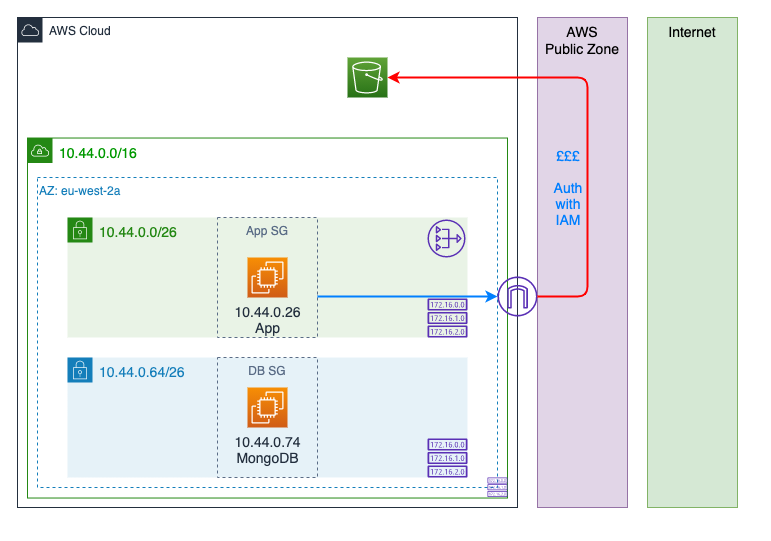 AWS Cloud
AWS
Public Zone
Internet
10.44.0.0/16
£££
Auth
with
IAM
AZ: eu-west-2a
10.44.0.0/26
App SG
10.44.0.26
App
172.16.0.0
172.16.1.0
172.16.2.0
10.44.0.64/26
DB SG
10.44.0.74
MongoDB
172.16.0.0
172.16.1.0
172.16.2.0